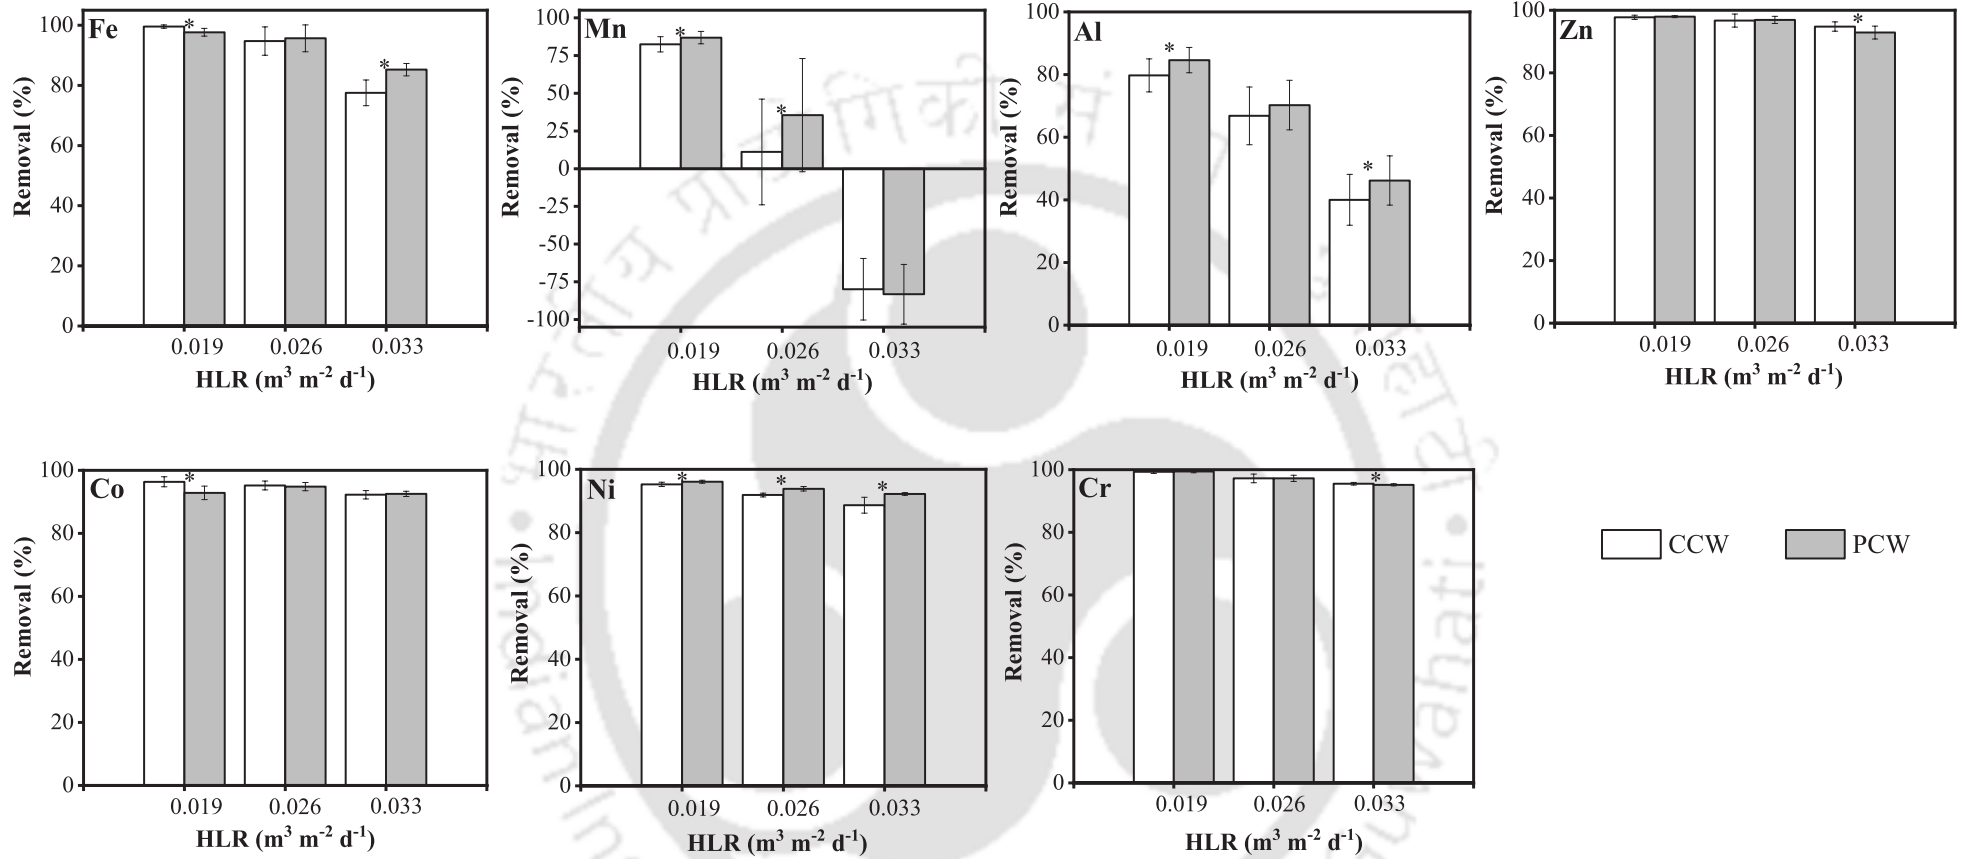 Fe
Removal (%)
100
80
60
40
20
0
*
*
0.019 0.026 0.033
HLR (m³ m⁻² d⁻¹)
Mn
Removal (%)
100
75
50
25
0
-25
-50
-75
-100
*
*
0.019 0.026 0.033
HLR (m³ m⁻² d⁻¹)
Al
Removal (%)
100
80
60
40
20
0
*
*
0.019 0.026 0.033
HLR (m³ m⁻² d⁻¹)
Zn
Removal (%)
100
80
60
40
20
0
*
0.019 0.026 0.033
HLR (m³ m⁻² d⁻¹)
Co
Removal (%)
100
80
60
40
20
0
*
0.019 0.026 0.033
HLR (m³ m⁻² d⁻¹)
Ni
Removal (%)
100
80
60
40
20
0
*
*
*
0.019 0.026 0.033
HLR (m³ m⁻² d⁻¹)
Cr
Removal (%)
100
80
60
40
20
0
*
0.019 0.026 0.033
HLR (m³ m⁻² d⁻¹)
CCW
PCW
भारतीय
Indian
uwahati